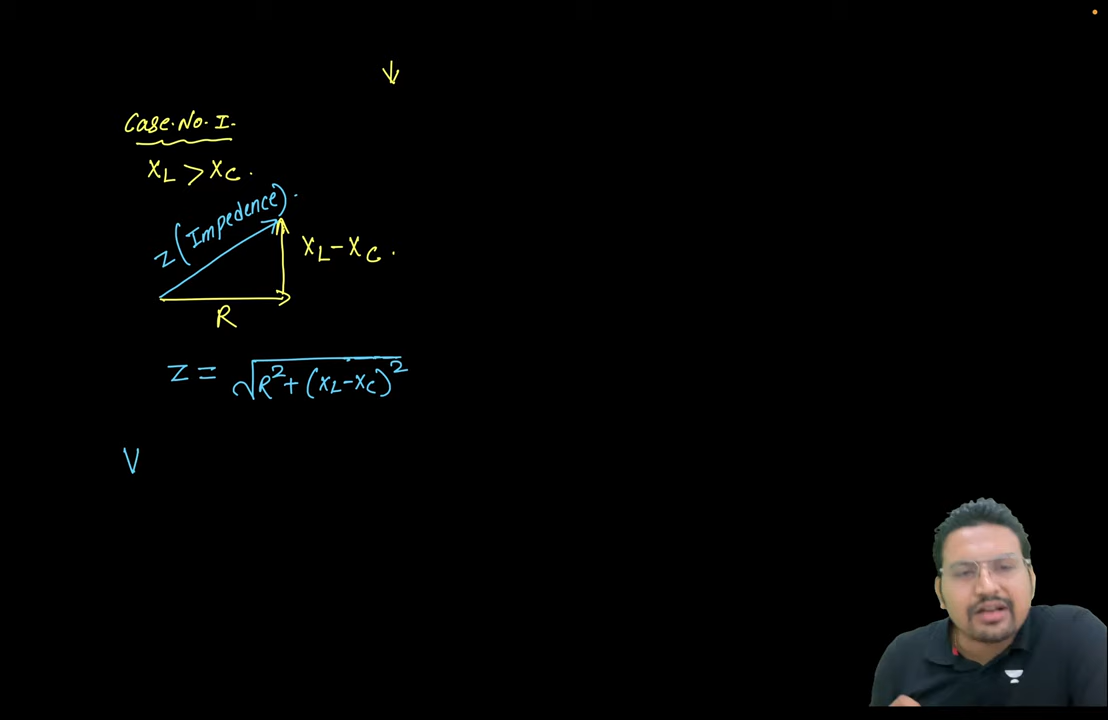 ↓
Case.No.I.
X_L > X_C.
Z (Impedence).
X_L - X_C.
R
Z = √R² + (X_L - X_C)²
V